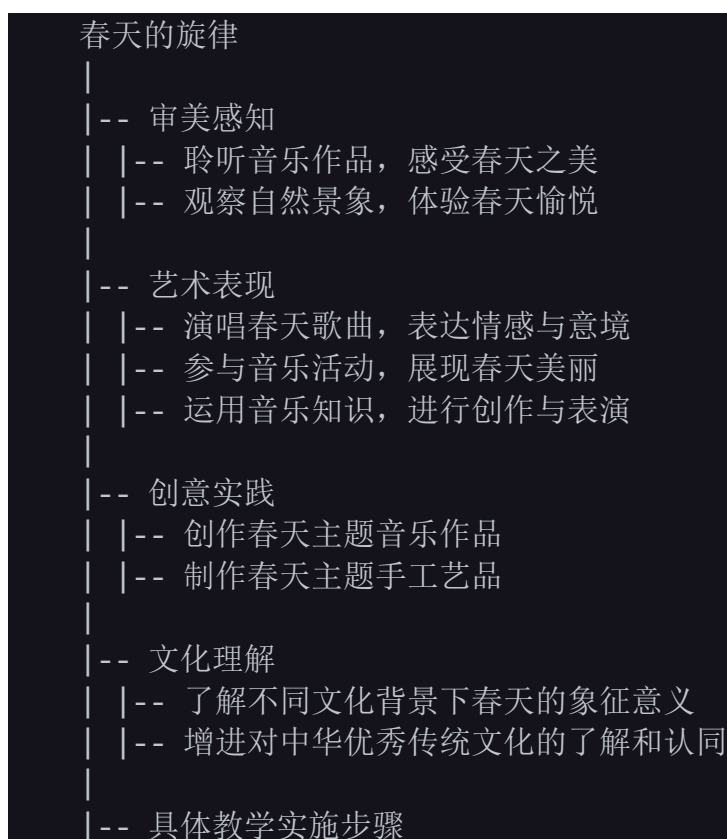 春天的旋律
|
|-- 审美感知
| |-- 聆听音乐作品，感受春天之美
| |-- 观察自然景象，体验春天愉悦
|
|-- 艺术表现
| |-- 演唱春天歌曲，表达情感与意境
| |-- 参与音乐活动，展现春天美丽
| |-- 运用音乐知识，进行创作与表演
|
|-- 创意实践
| |-- 创作春天主题音乐作品
| |-- 制作春天主题手工艺品
|
|-- 文化理解
| |-- 了解不同文化背景下春天的象征意义
| |-- 增进对中华优秀传统文化的了解和认同
|
|-- 具体教学实施步骤